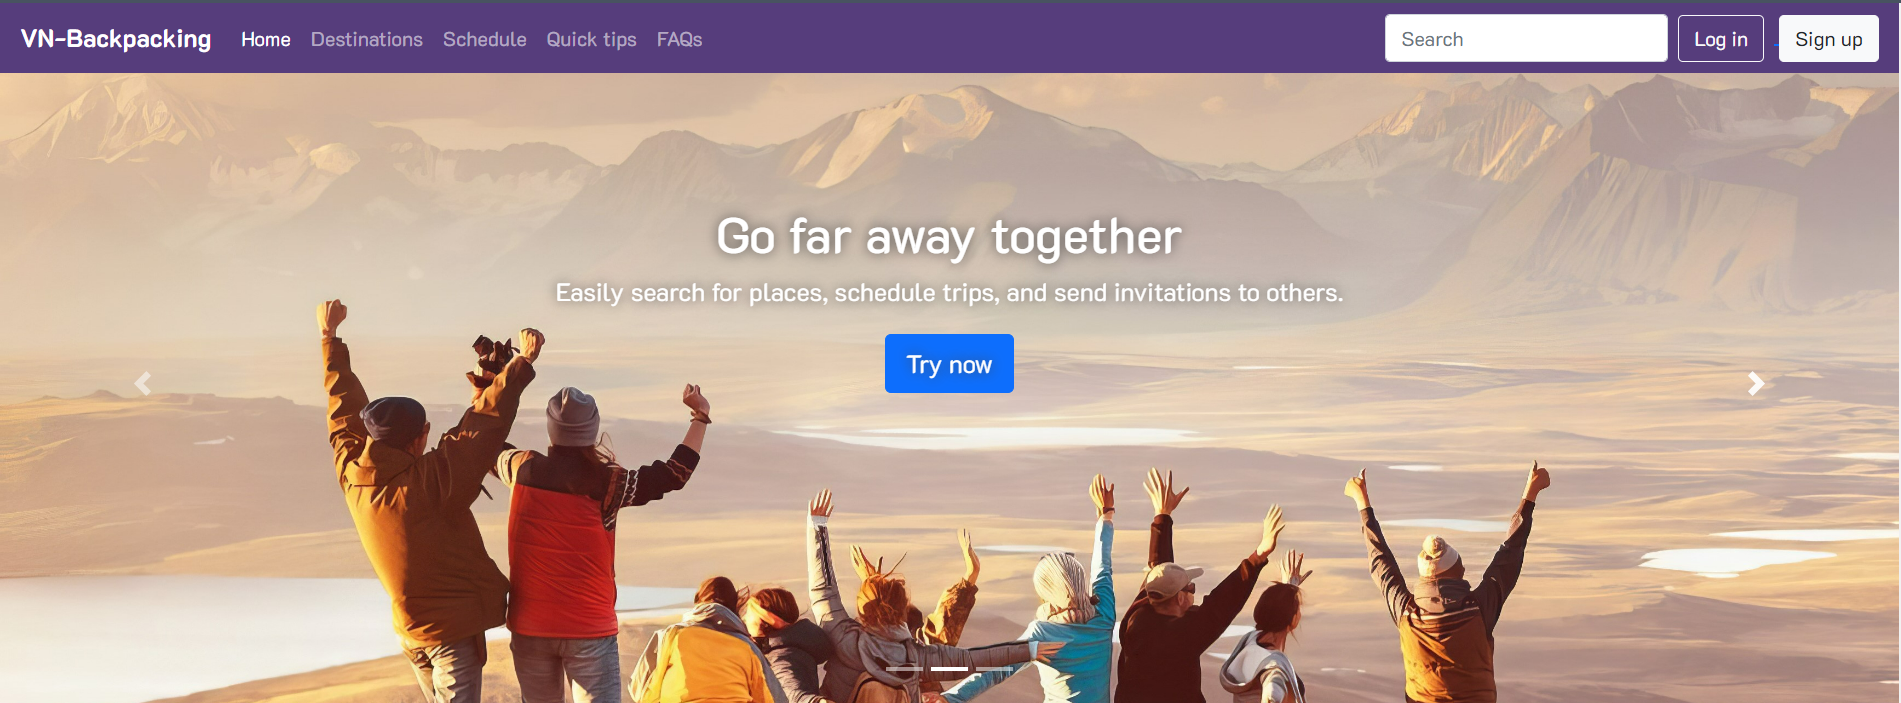 VN-Backpacking Home Destinations Schedule Quick tips FAQs Search Log in Sign up
Go far away together
Easily search for places, schedule trips, and send invitations to others.
Try now